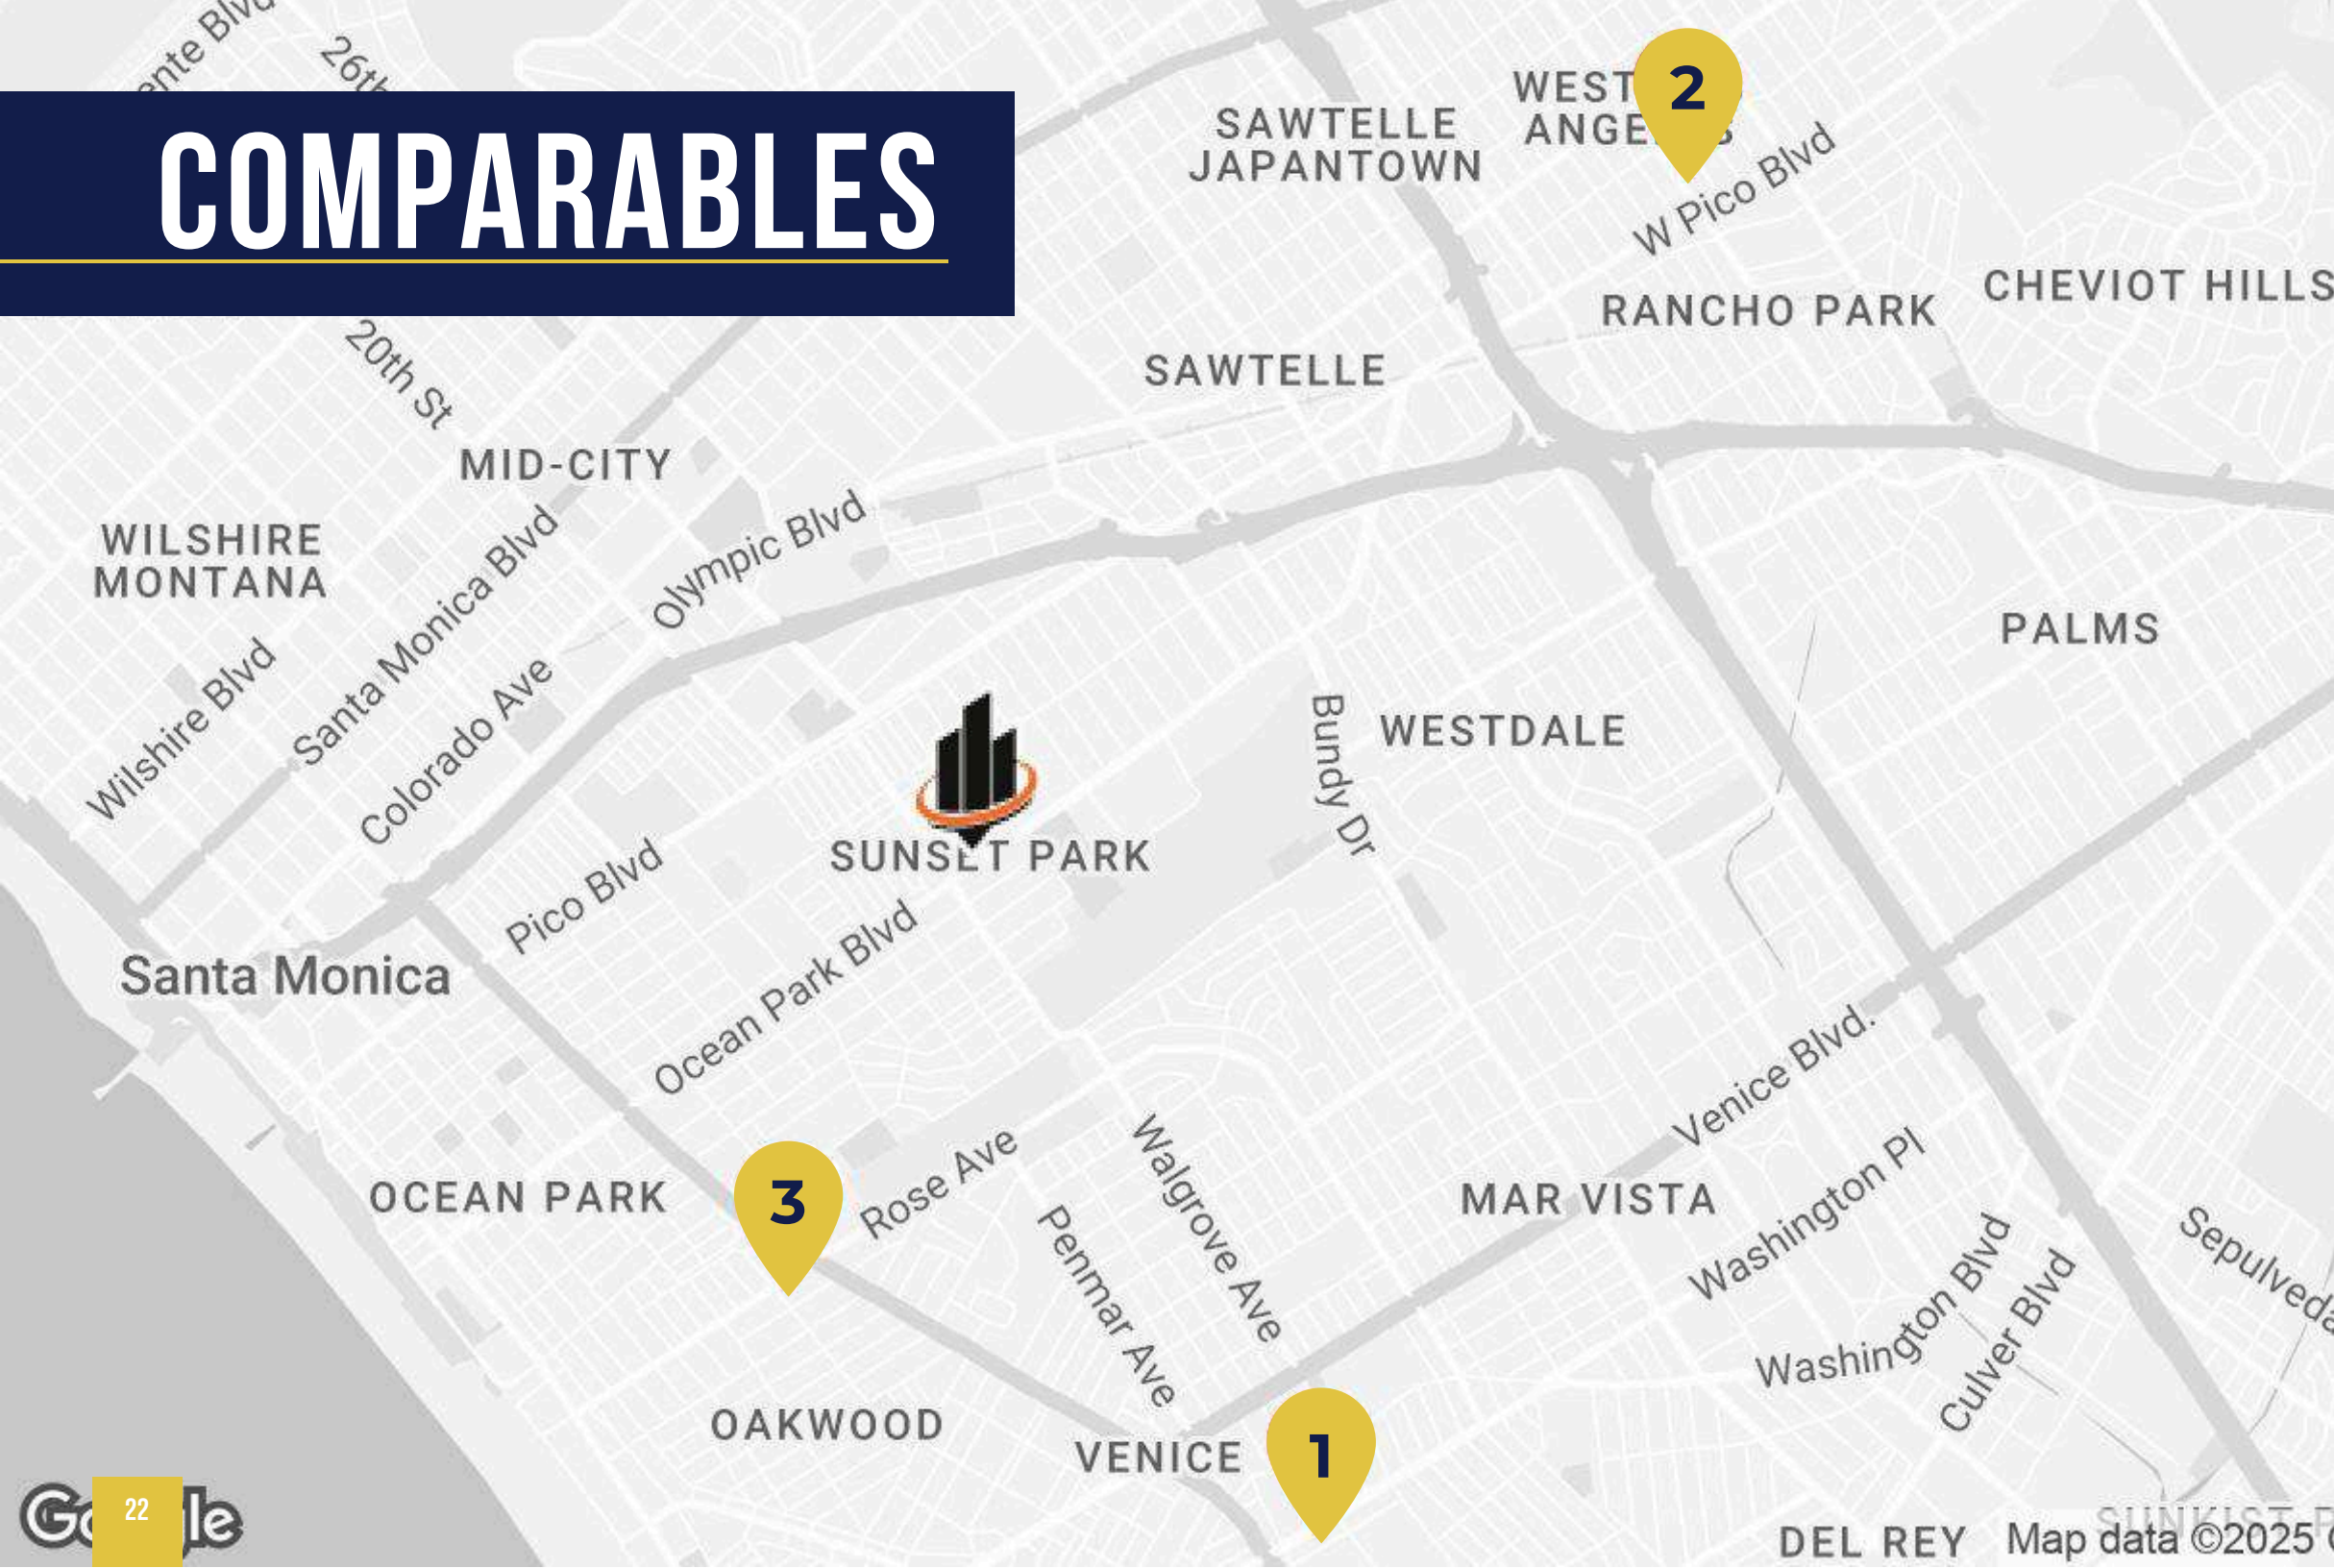 26th
COMPARABLES
WEST
2
SAWTELLE
JAPANTOWN
W Pico Blvd
CHEVIOT HILLS
RANCHO PARK
20th St
SAWTELLE
MID-CITY
WILSHIRE
MONTANA
Santa Monica Blvd
Olympic Blvd
Wilshire Blvd
Colorado Ave
PALMS
Bundy Dr
WESTDALE
SUNSET PARK
Pico Blvd
Ocean Park Blvd
Santa Monica
Venice Blvd.
OCEAN PARK
3
Rose Ave
Walgrove Ave
Penmar Ave
MAR VISTA
Washington Pl
Washington Blvd
Culver Blvd
OAKWOOD
VENICE
1
22
DEL REY
Map data ©2025